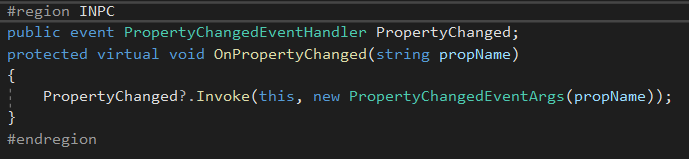 #region INPC
public event PropertyChangedEventHandler PropertyChanged;
protected virtual void OnPropertyChanged(string propName)
{
    PropertyChanged?.Invoke(this, new PropertyChangedEventArgs(propName));
}
#endregion